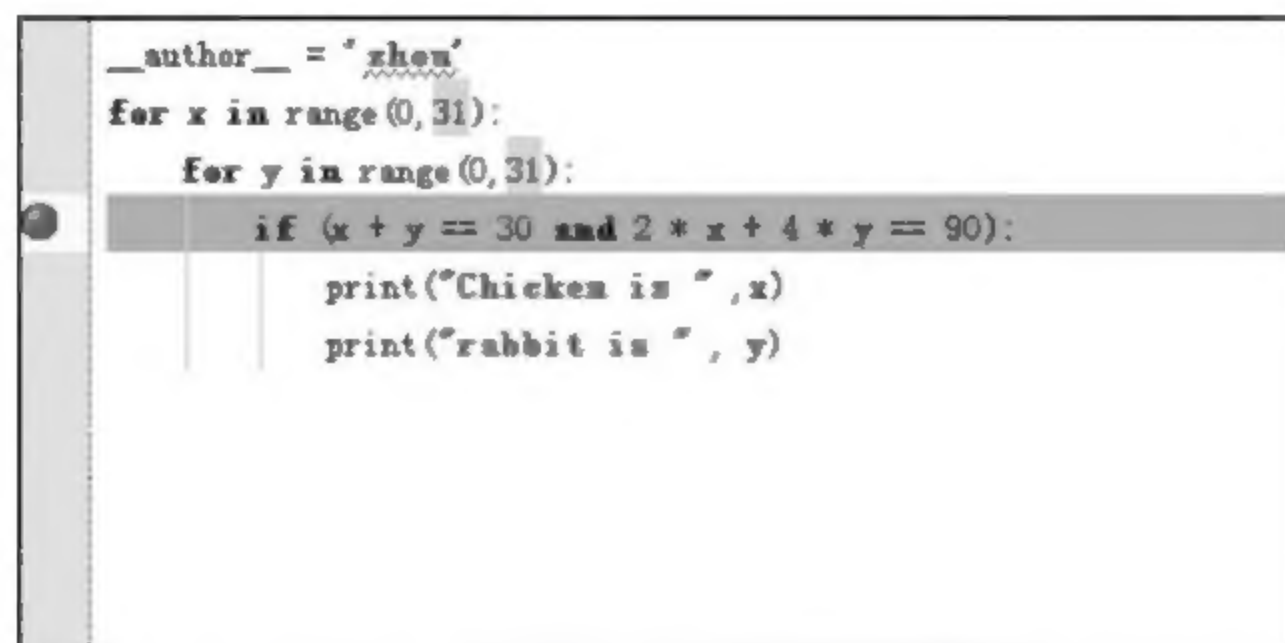 __author__ = 'zhou'
for x in range(0,31):
for y in range(0,31):
if (x + y == 30 and 2 * x + 4 * y == 90):
print("Chicken is " ,x)
print("rabbit is " , y)